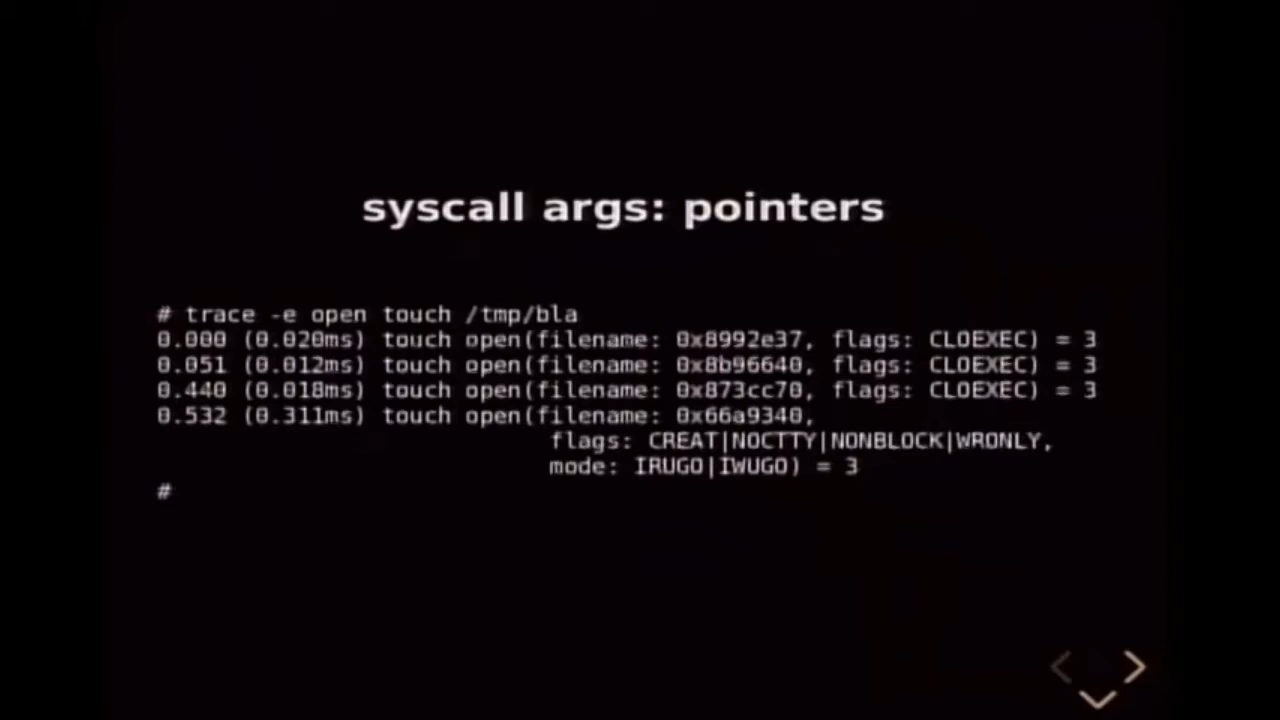 syscall args: pointers
# trace -e open touch /tmp/bla
0.000 (0.020ms) touch open(filename: 0x8992e37, flags: CLOEXEC) = 3
0.051 (0.012ms) touch open(filename: 0x8b96640, flags: CLOEXEC) = 3
0.440 (0.018ms) touch open(filename: 0x873cc70, flags: CLOEXEC) = 3
0.532 (0.311ms) touch open(filename: 0x66a9340,
flags: CREAT|NOCTTY|NONBLOCK|WRONLY,
mode: IRUGO|IWUGO) = 3
#